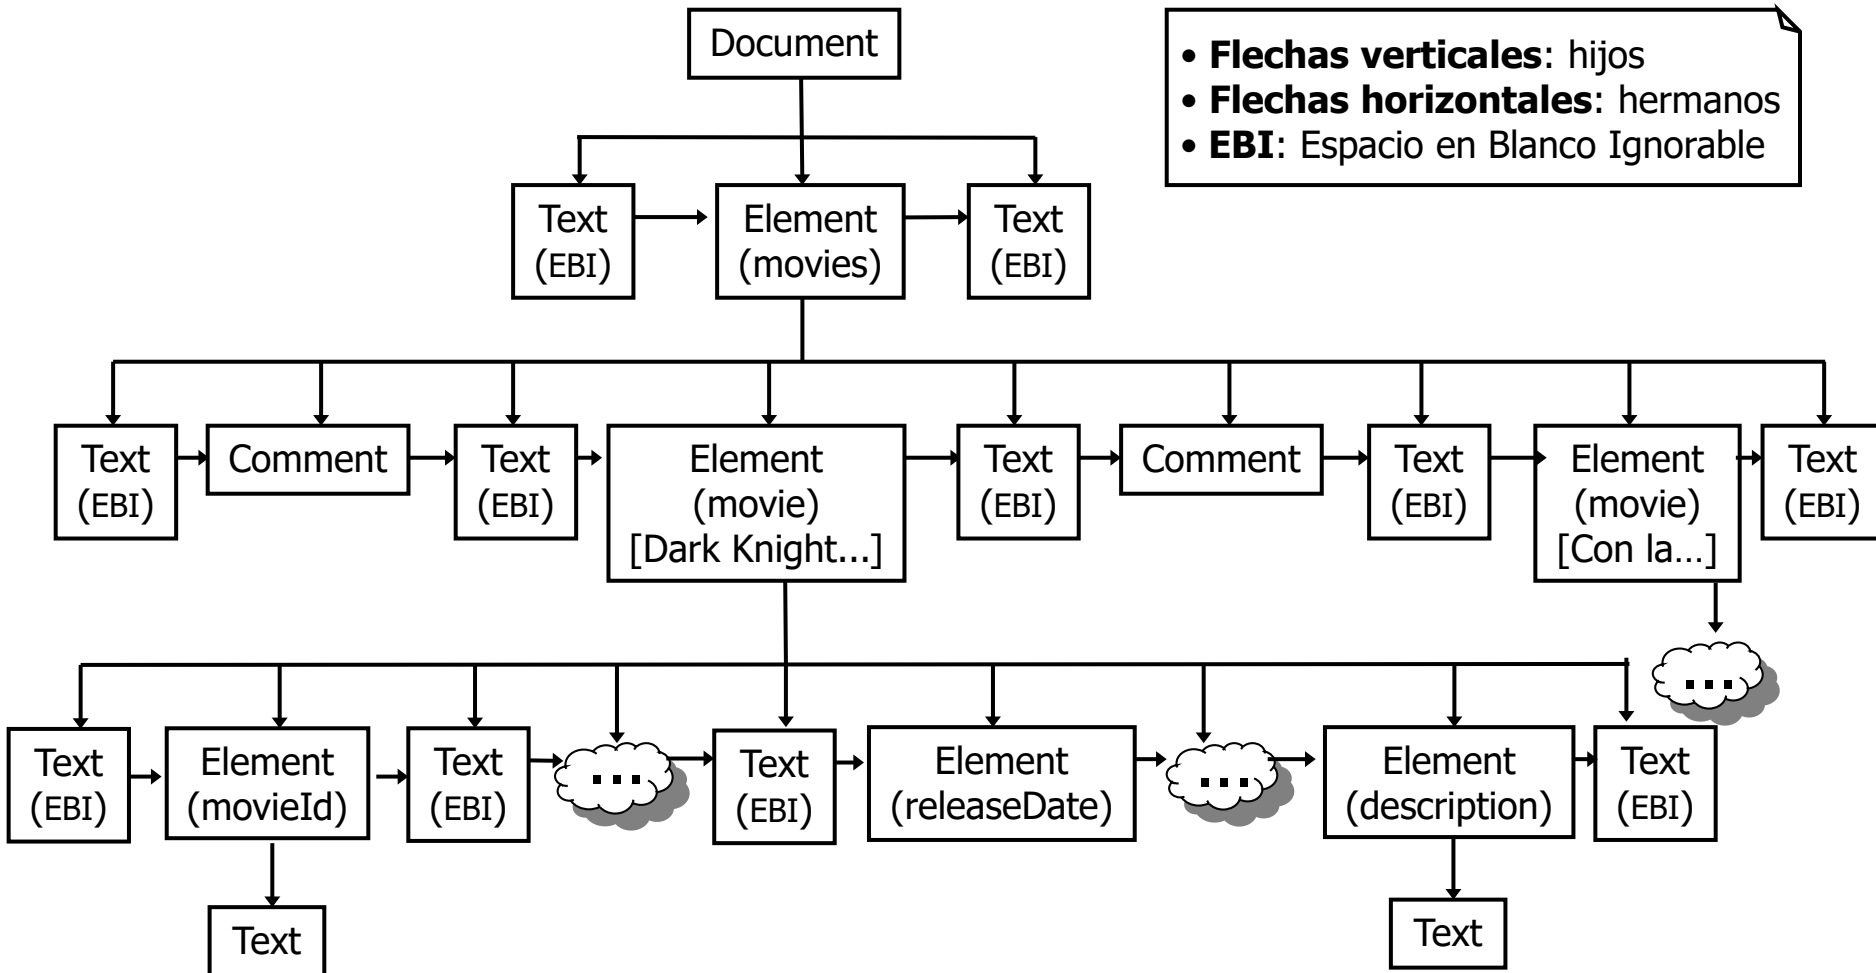 Document
• Flechas verticales: hijos
• Flechas horizontales: hermanos
• EBI: Espacio en Blanco Ignorable
Text
(EBI)
Element
(movies)
Text
(EBI)
Text
(EBI)
Comment
Text
(EBI)
Element
(movie)
[Dark Knight...]
Text
(EBI)
Comment
Text
(EBI)
Element
(movie)
[Con la...]
Text
(EBI)
...
Text
(EBI)
Element
(movieId)
Text
(EBI)
...
Text
(EBI)
Element
(releaseDate)
...
Element
(description)
Text
(EBI)
Text
Text